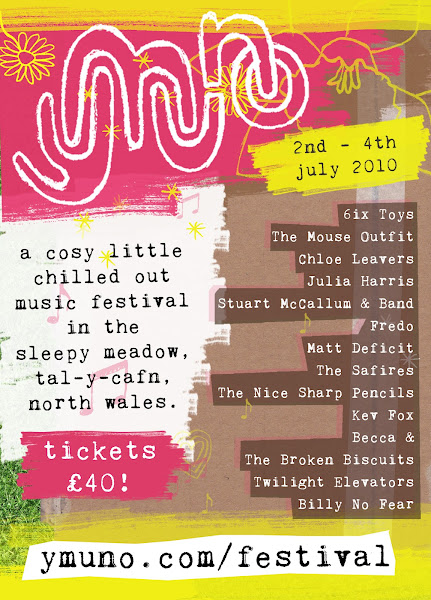 ymuno
2nd - 4th
july 2010
a cosy little
chilled out
music festival
in the
sleepy meadow,
tal-y-cafn,
north wales.
tickets
£40!
6ix Toys
The Mouse Outfit
Chloe Leavers
Julia Harris
Stuart McCallum & Band
Fredo
Matt Deficit
The Safires
The Nice Sharp Pencils
Kev Fox
Becca &
The Broken Biscuits
Twilight Elevators
Billy No Fear
ymuno.com/festival